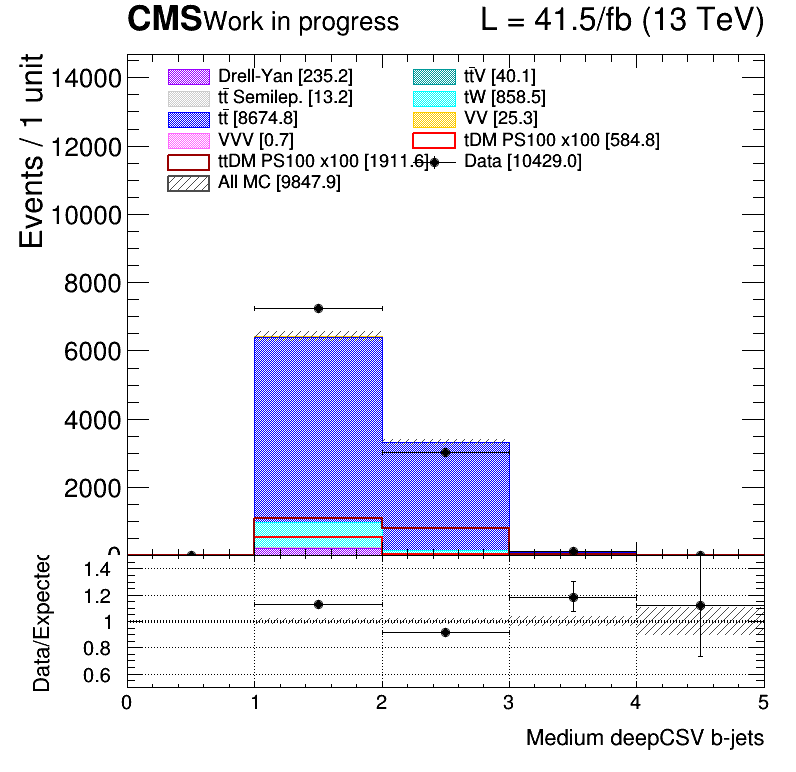 CMS Work in progress L = 41.5/fb (13 TeV)
Events / 1 unit
14000
12000
10000
8000
6000
4000
2000
0
Drell-Yan [235.2] tt̄V [40.1]
tt̄ Semilep. [13.2] tW [858.5]
tt̄ [8674.8] VV [25.3]
VVV [0.7] tDM PS100 x100 [584.8]
ttDM PS100 x100 [1911.6] Data [10429.0]
All MC [9847.9]
Data/Expected
1.4
1.2
1
0.8
0.6
0 1 2 3 4 5
Medium deepCSV b-jets